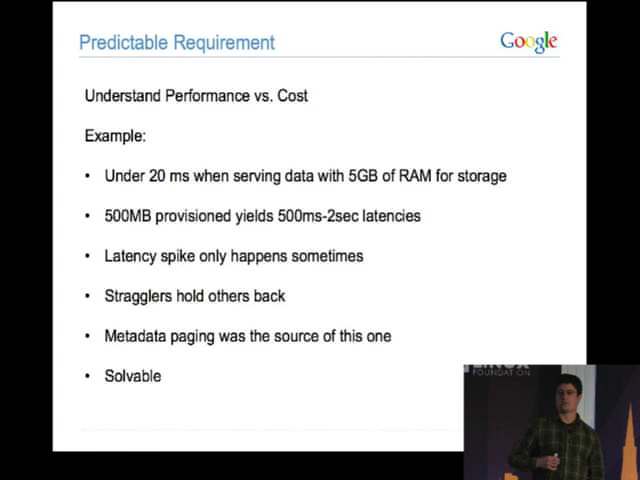 Predictable Requirement
Google
Understand Performance vs. Cost
Example:
• Under 20 ms when serving data with 5GB of RAM for storage
• 500MB provisioned yields 500ms-2sec latencies
• Latency spike only happens sometimes
• Stragglers hold others back
• Metadata paging was the source of this one
• Solvable
LINUX
FOUNDATION